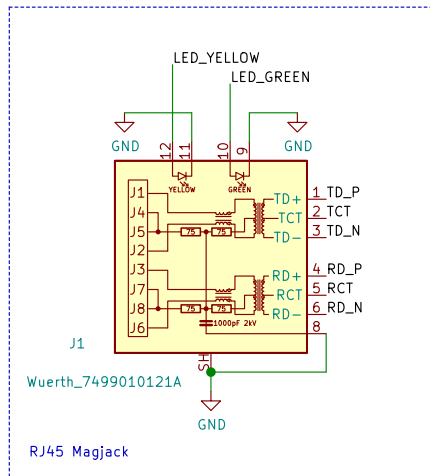 LED_YELLOW
LED_GREEN
GND
12
11
10
9
GND
YELLOW
GREEN
J1
J4
J5
J2
J3
J7
J8
J6
75
75
75
75
1000pF 2kV
TD+
TCT
TD-
RD+
RCT
RD-
1 TD_P
2 TCT
3 TD_N
4 RD_P
5 RCT
6 RD_N
8
SH
J1
Wuerth_7499010121A
GND
RJ45 Magjack